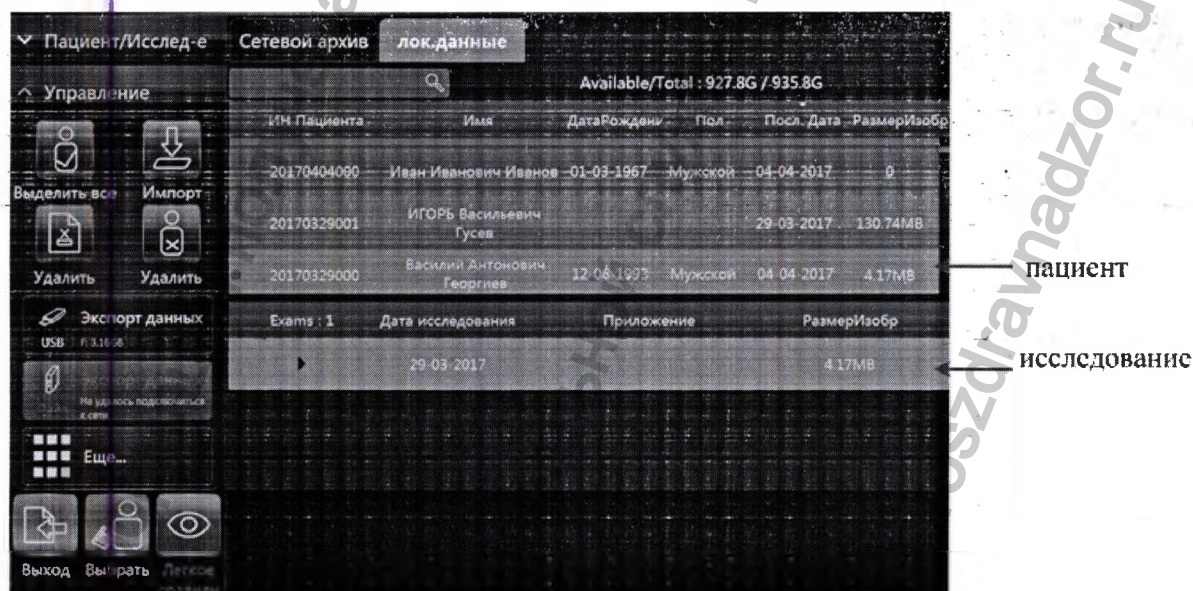 Пациент/Исслед-е
Сетевой архив
лок.данные
Управление
Available/Total : 927.8G / 935.8G
ИН Пациента
Имя
ДатаРождени
Пол
Посл. Дата
РазмерИзобр
Выделить все
Импорт
20170404000
Иван Иванович Иванов
01-03-1967
Мужской
04-04-2017
0
20170329001
ИГОРЬ Васильевич
Гусев
29-03-2017
130.74MB
Удалить
Удалить
20170329000
Василий Антонович
Георгиев
12-06-1993
Мужской
04-04-2017
4.17MB
пациент
Экспорт данных
USB
Exams : 1
Дата исследования
Приложение
РазмерИзобр
29-03-2017
4.17MB
исследование
Не удалось подключиться
к сети
Еще...
Выход
Выбрать
Легкое
oszdravnadzor.ru